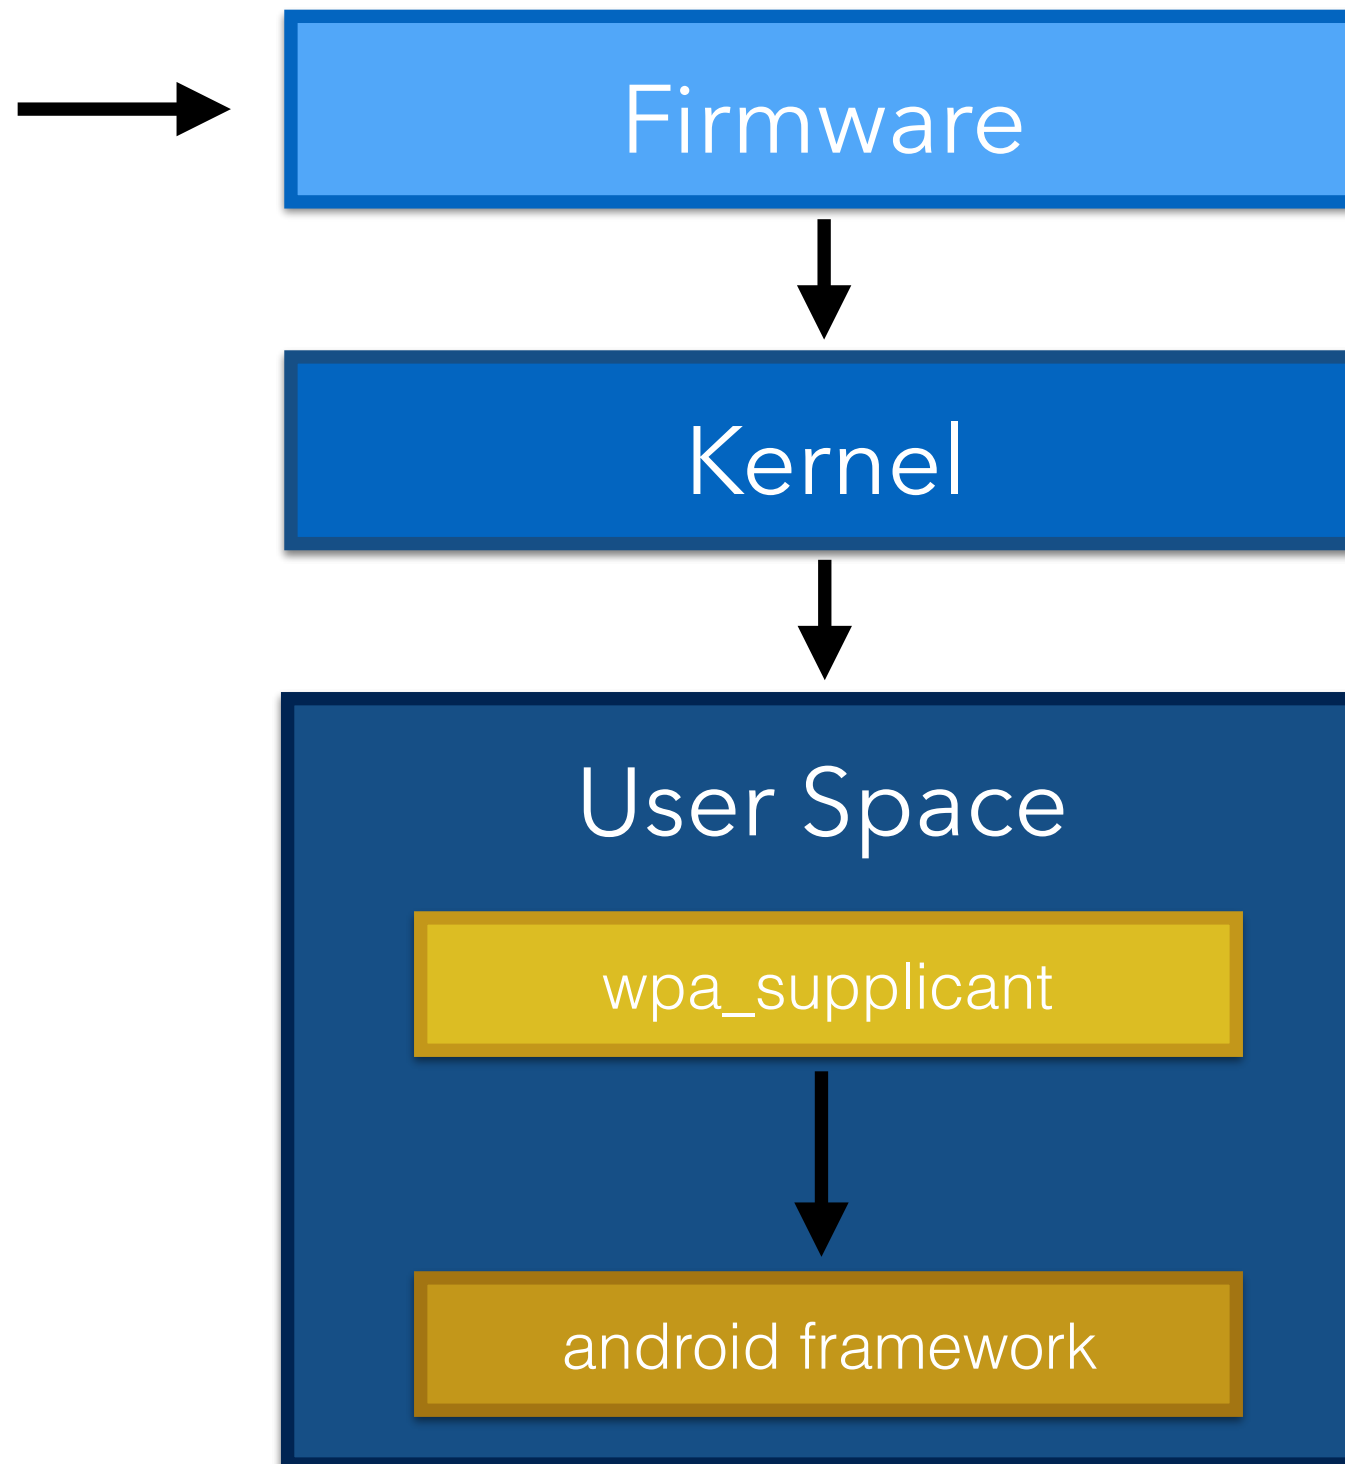 Firmware
Kernel
User Space
wpa_supplicant
android framework